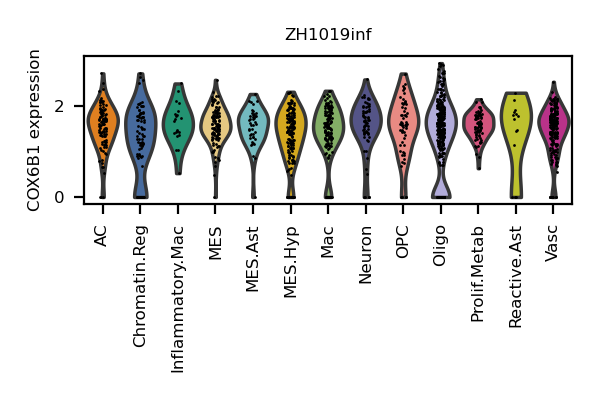 ZH1019inf
COX6B1 expression
2
0
AC
Chromatin.Reg
Inflammatory.Mac
MES
MES.Ast
MES.Hyp
Mac
Neuron
OPC
Oligo
Prolif.Metab
Reactive.Ast
Vasc